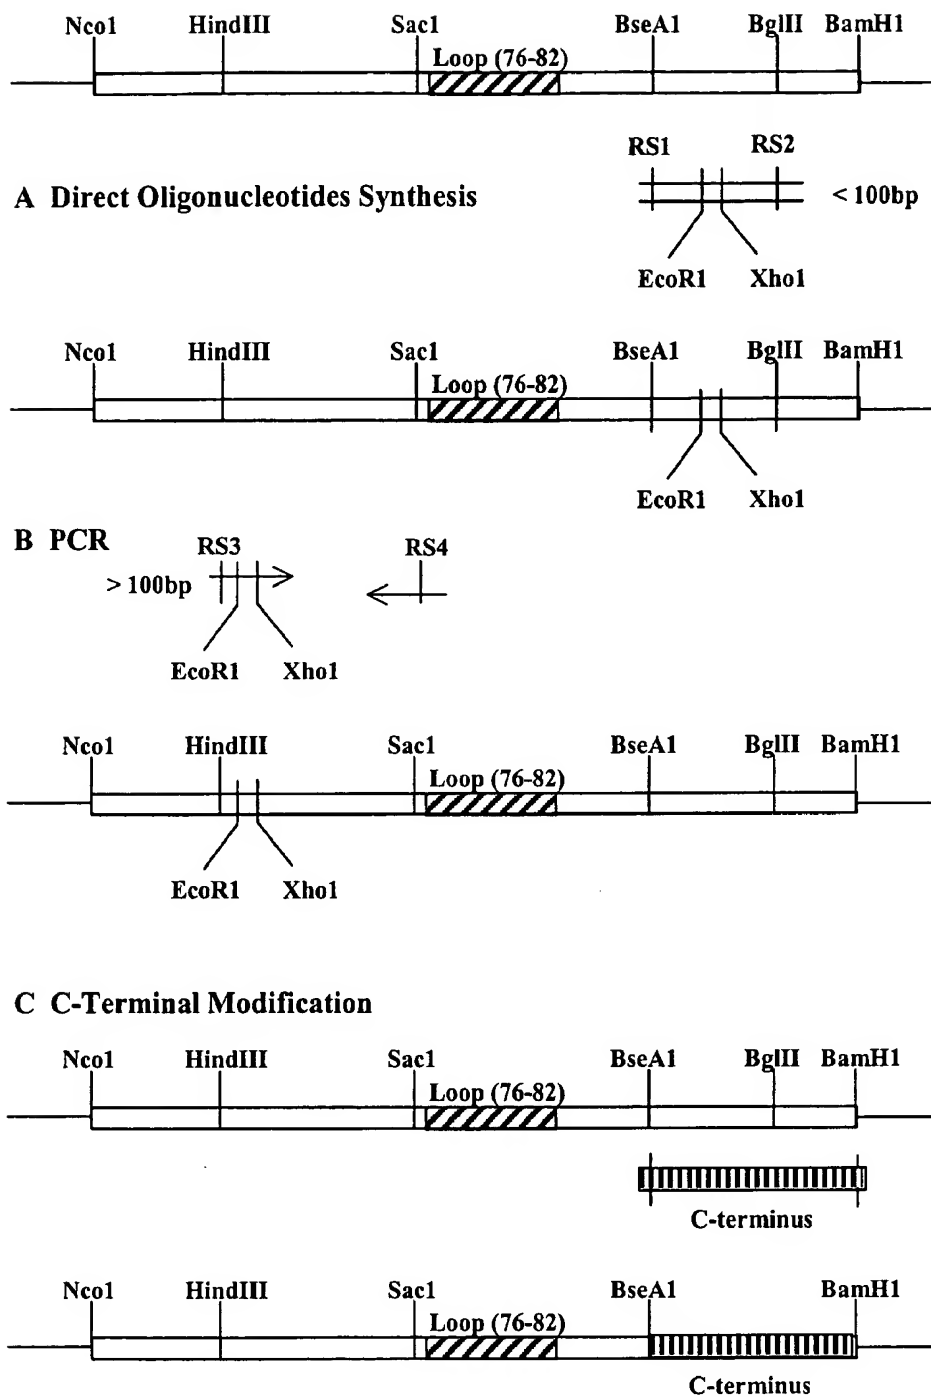 Nco1 HindIII Sac1 BseA1 BglII BamH1
Loop (76-82)
RS1 RS2
A Direct Oligonucleotides Synthesis < 100bp
EcoR1 Xho1
Nco1 HindIII Sac1 BseA1 BglII BamH1
Loop (76-82)
EcoR1 Xho1
B PCR
RS3 RS4
> 100bp
EcoR1 Xho1
Nco1 HindIII Sac1 BseA1 BglII BamH1
Loop (76-82)
EcoR1 Xho1
C C-Terminal Modification
Nco1 HindIII Sac1 BseA1 BglII BamH1
Loop (76-82)
C-terminus
Nco1 HindIII Sac1 BseA1 BamH1
Loop (76-82)
C-terminus